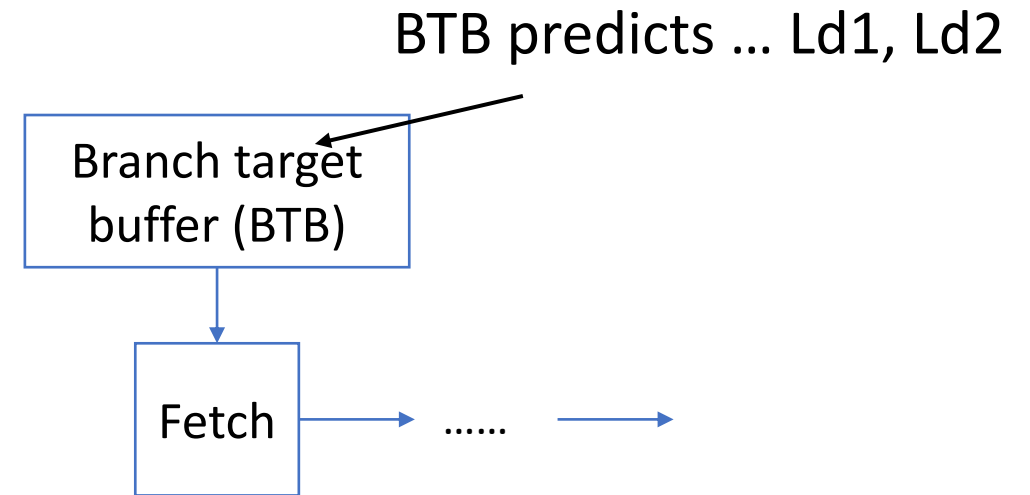 BTB predicts ... Ld1, Ld2
Branch target
buffer (BTB)
Fetch
......